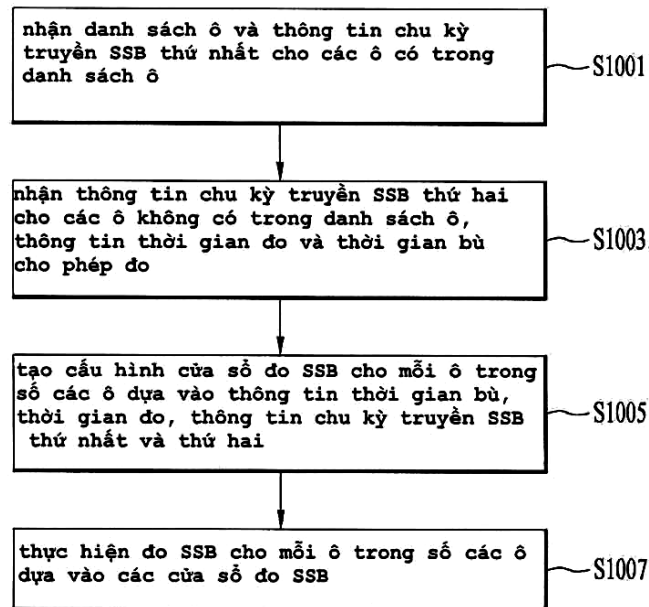 nhận danh sách ô và thông tin chu kỳ
truyền SSB thứ nhất cho các ô có trong
danh sách ô
S1001
nhận thông tin chu kỳ truyền SSB thứ hai
cho các ô không có trong danh sách ô,
thông tin thời gian đo và thời gian bù
cho phép đo
S1003
tạo cấu hình cửa sổ đo SSB cho mỗi ô trong
số các ô dựa vào thông tin thời gian bù,
thời gian đo, thông tin chu kỳ truyền SSB
thứ nhất và thứ hai
S1005
thực hiện đo SSB cho mỗi ô trong số các ô
dựa vào các cửa sổ đo SSB
S1007